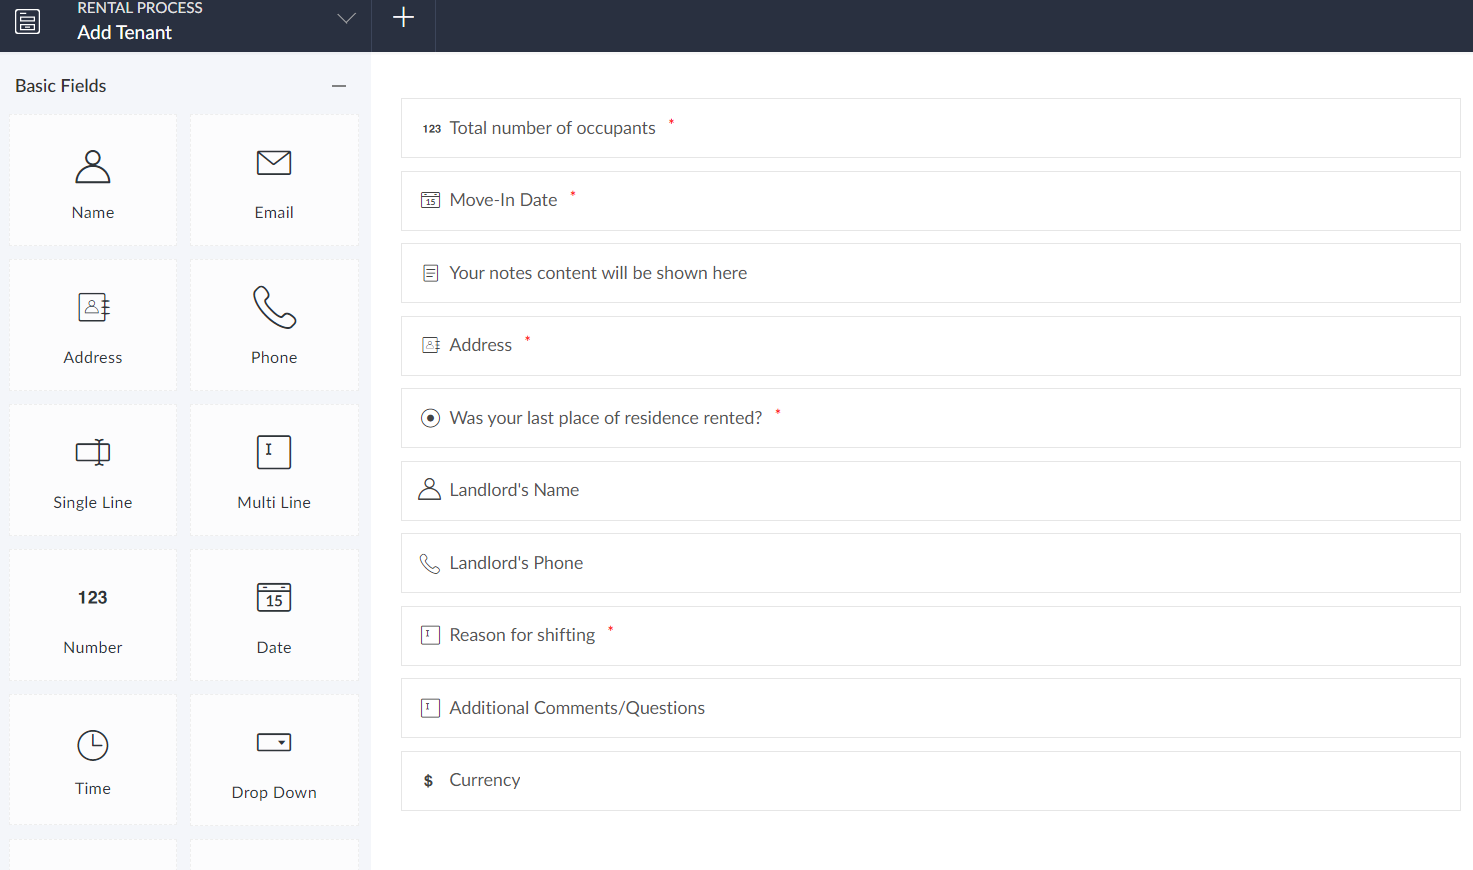 RENTAL PROCESS
Add Tenant
Basic Fields
Name
Email
Address
Phone
Single Line
Multi Line
123
Number
15
Date
Time
Drop Down
123 Total number of occupants *
15 Move-In Date *
Your notes content will be shown here
Address *
Was your last place of residence rented? *
Landlord's Name
Landlord's Phone
Reason for shifting *
Additional Comments/Questions
$ Currency